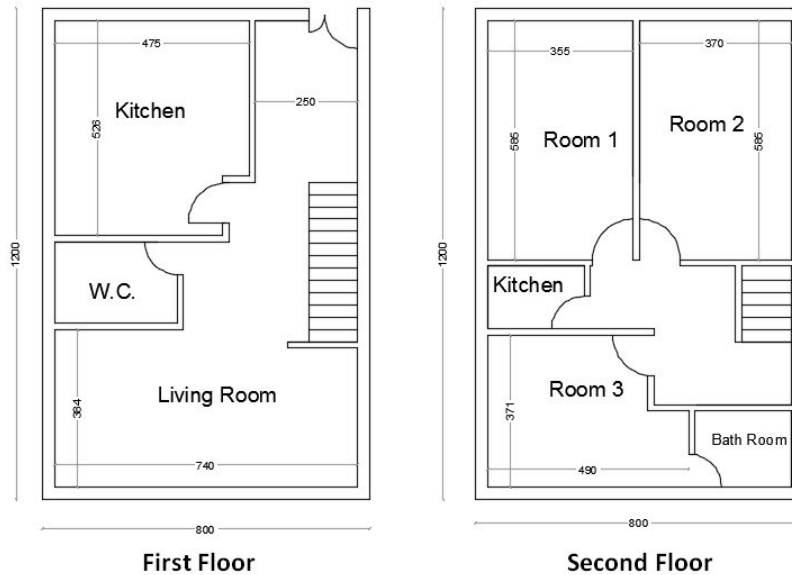 475
Kitchen
526
250
1200
W.C.
Living Room
384
740
800
First Floor
355
370
Room 1
Room 2
585
585
1200
Kitchen
Room 3
371
Bath Room
490
800
Second Floor